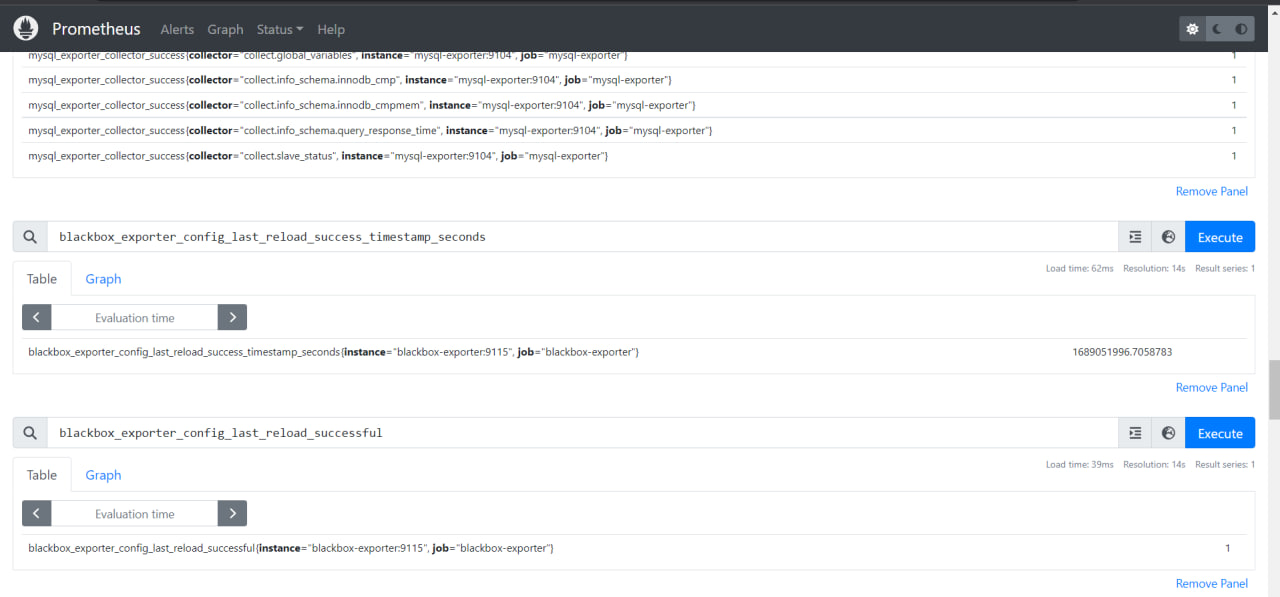 Prometheus Alerts Graph Status Help
mysql_exporter_collector_success{collector="collect.global_variables", instance="mysql-exporter:9104", job="mysql-exporter"} 1
mysql_exporter_collector_success{collector="collect.info_schema.innodb_cmp", instance="mysql-exporter:9104", job="mysql-exporter"} 1
mysql_exporter_collector_success{collector="collect.info_schema.innodb_cmpmem", instance="mysql-exporter:9104", job="mysql-exporter"} 1
mysql_exporter_collector_success{collector="collect.info_schema.query_response_time", instance="mysql-exporter:9104", job="mysql-exporter"} 1
mysql_exporter_collector_success{collector="collect.slave_status", instance="mysql-exporter:9104", job="mysql-exporter"} 1
Remove Panel
blackbox_exporter_config_last_reload_success_timestamp_seconds Execute
Load time: 62ms Resolution: 14s Result series: 1
Table Graph
Evaluation time
blackbox_exporter_config_last_reload_success_timestamp_seconds{instance="blackbox-exporter:9115", job="blackbox-exporter"} 1689051996.7058783
Remove Panel
blackbox_exporter_config_last_reload_successful Execute
Load time: 39ms Resolution: 14s Result series: 1
Table Graph
Evaluation time
blackbox_exporter_config_last_reload_successful{instance="blackbox-exporter:9115", job="blackbox-exporter"} 1
Remove Panel